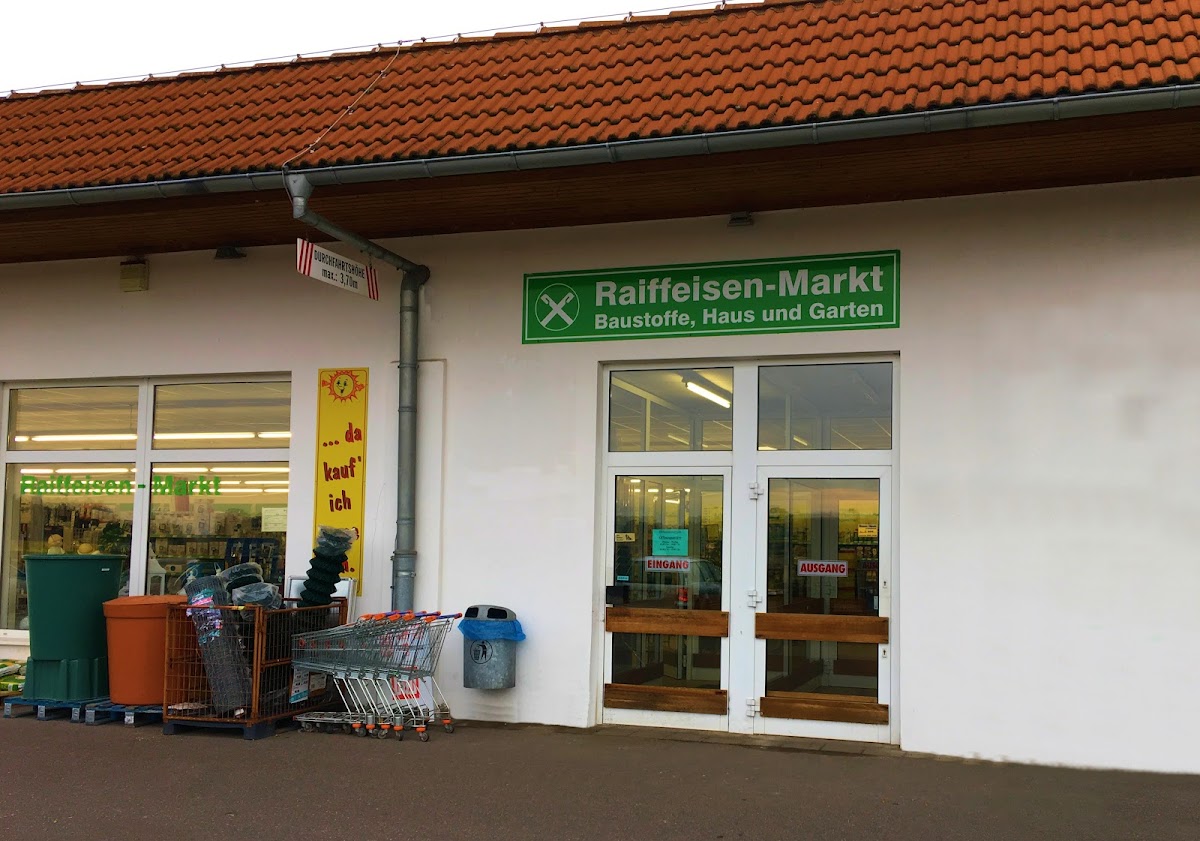 DURCHFAHRTSHÖHE
max.: 3,70m
Raiffeisen-Markt
Baustoffe, Haus und Garten
... da
kauf'
ich
Raiffeisen - Markt
EINGANG
AUSGANG